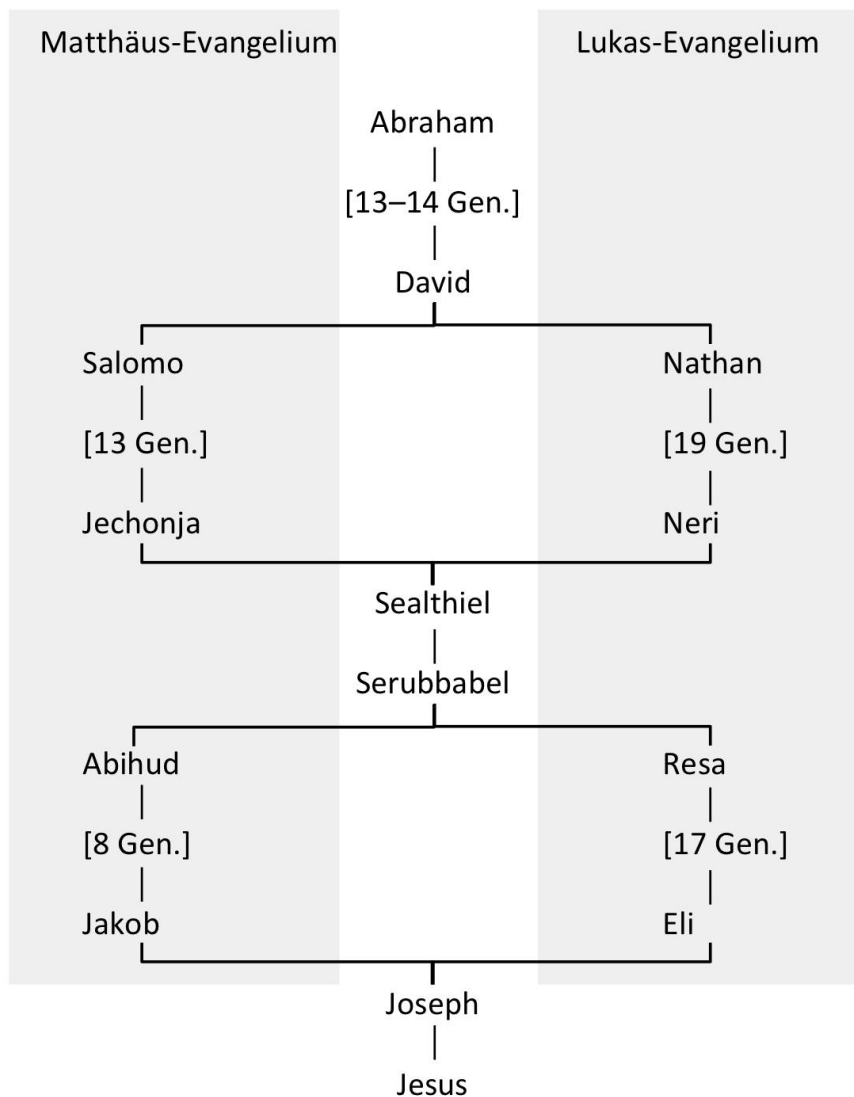 Matthäus-Evangelium
Lukas-Evangelium
Abraham
[13–14 Gen.]
David
Salomo
Nathan
[13 Gen.]
[19 Gen.]
Jechonja
Neri
Sealthiel
Serubbabel
Abihud
Resa
[8 Gen.]
[17 Gen.]
Jakob
Eli
Joseph
Jesus